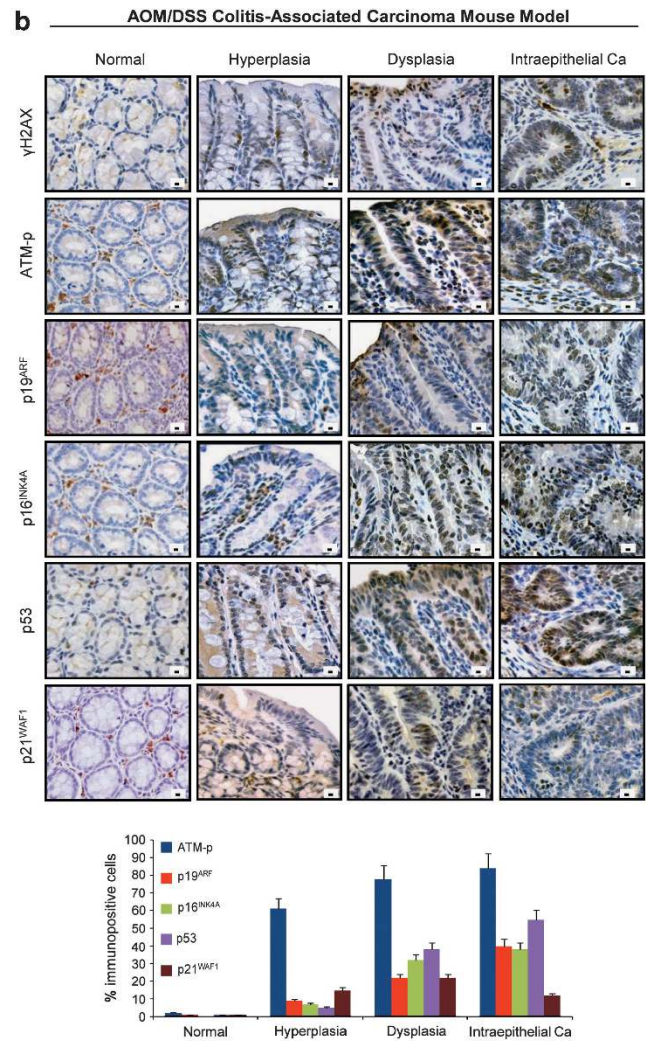 b
AOM/DSS Colitis-Associated Carcinoma Mouse Model
Normal Hyperplasia Dysplasia Intraepithelial Ca
γH2AX
ATM-p
p19ARF
p16INK4A
p53
p21WAF1
% immunopositive cells
100
90
80
70
60
50
40
30
20
10
0
ATM-p
p19ARF
p16INK4A
p53
p21WAF1
Normal Hyperplasia Dysplasia Intraepithelial Ca